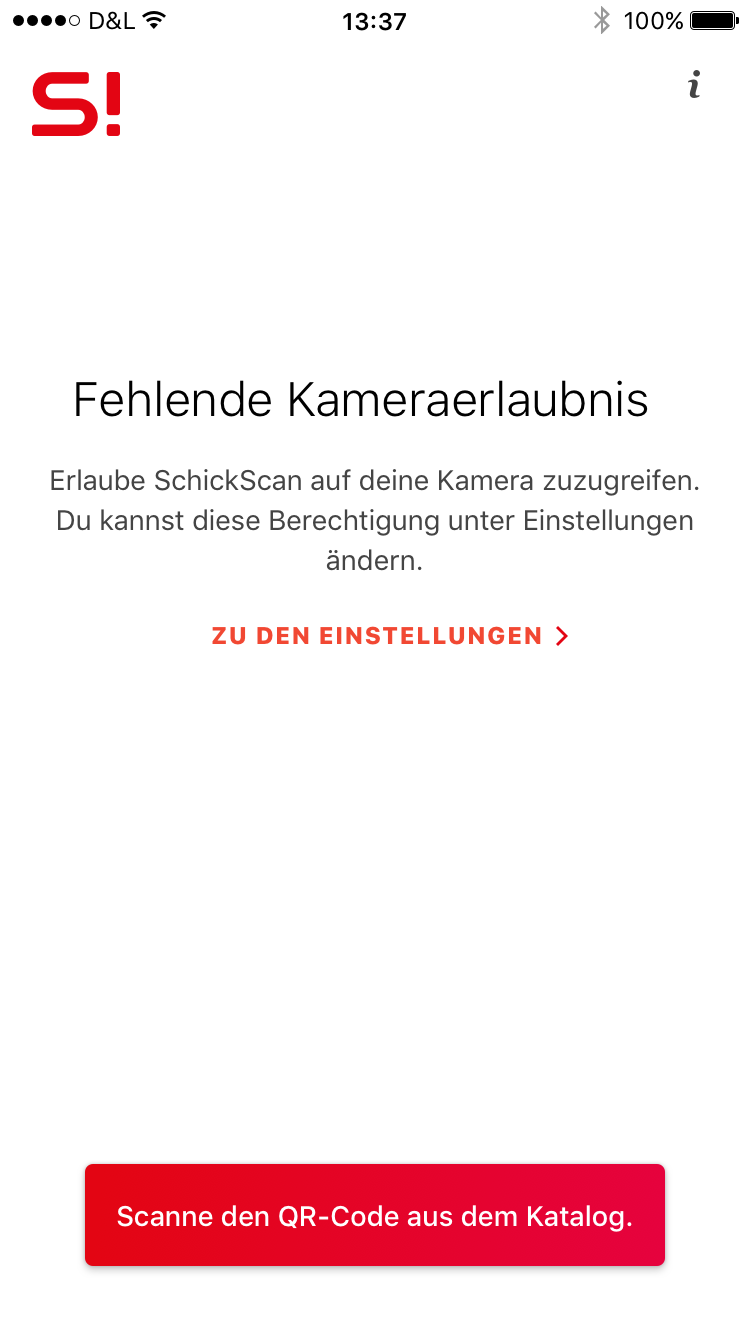 D&L 13:37 100%
S! i
Fehlende Kameraerlaubnis
Erlaube SchickScan auf deine Kamera zuzugreifen.
Du kannst diese Berechtigung unter Einstellungen
ändern.
ZU DEN EINSTELLUNGEN
Scanne den QR-Code aus dem Katalog.